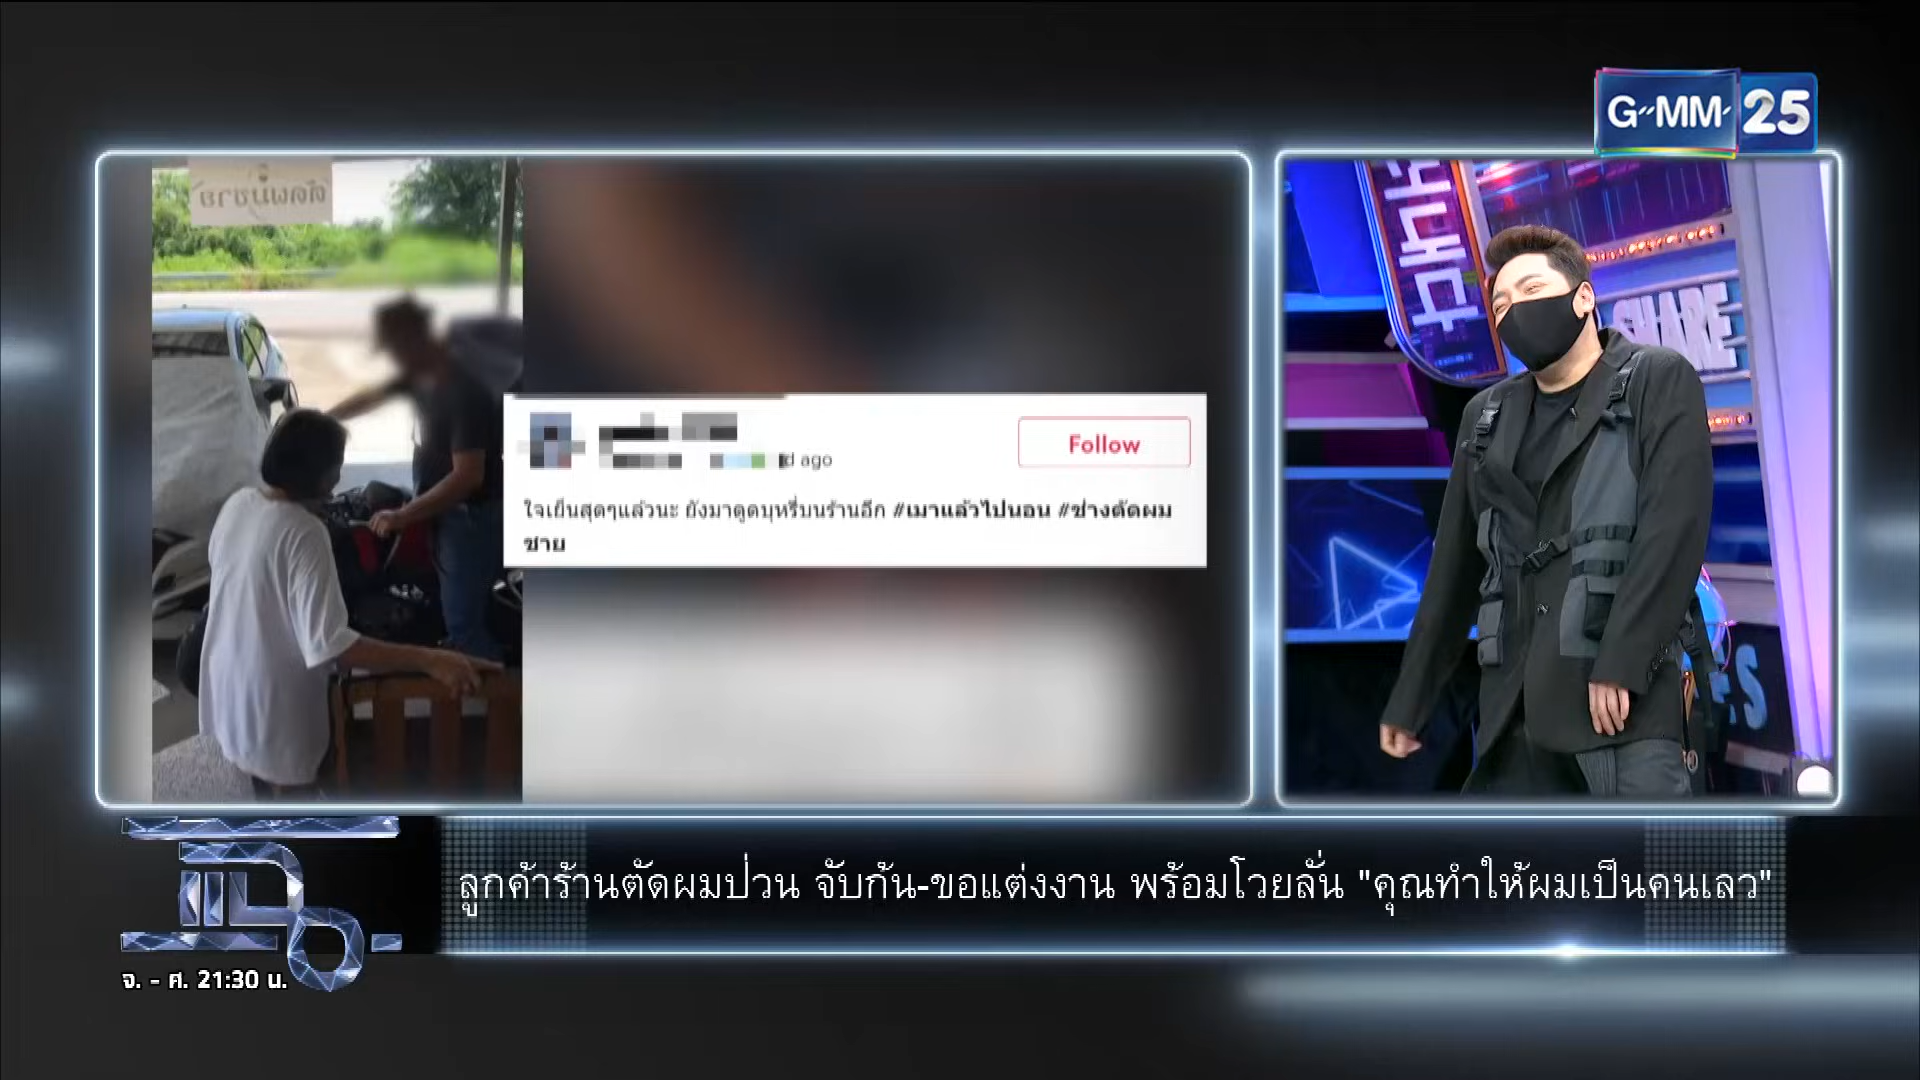 GMM 25
SHARE
d ago
Follow
ใจเย็นสุดๆแล้วนะ ยังมาดูดบุหรี่บนร้านอีก #เมาแล้วไปนอน #ช่างตัดผม
ชาย
ลูกค้าร้านตัดผมป่วน จับก้น-ขอแต่งงาน พร้อมโวยลั่น "คุณทำให้ผมเป็นคนเลว"
แฉ
จ. - ศ. 21:30 น.